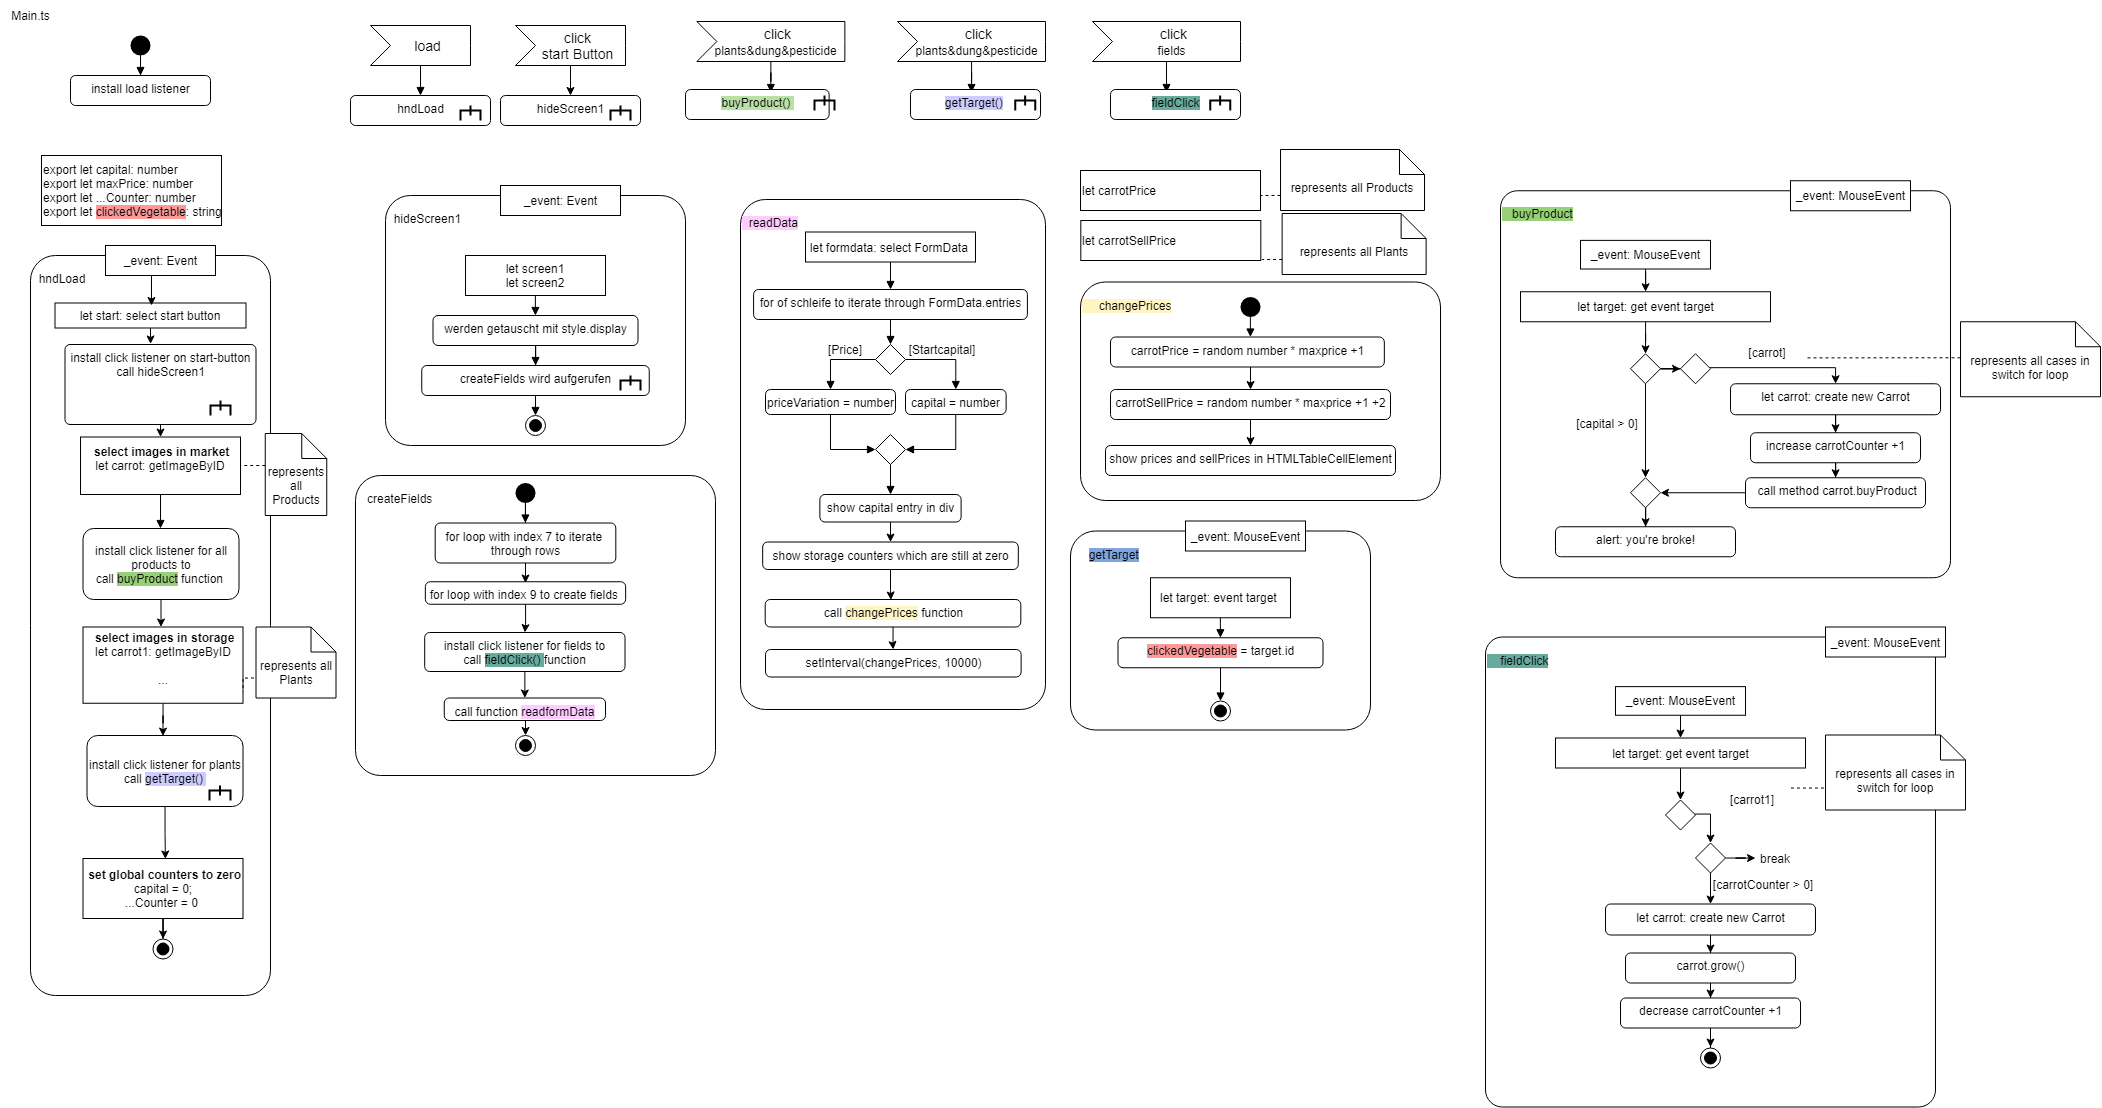 Main.ts
install load listener
load
hndLoad
click
start Button
hideScreen1
click
plants&dung&pesticide
buyProduct()
click
plants&dung&pesticide
getTarget()
click
fields
fieldClick
export let capital: number
export let maxPrice: number
export let ...Counter: number
export let clickedVegetable: string
_event: Event
hndLoad
let start: select start button
install click listener on start-button
call hideScreen1
select images in market
let carrot: getImageByID
represents
all
Products
install click listener for all
products to
call buyProduct function
select images in storage
let carrot1: getImageByID
...
represents all
Plants
install click listener for plants
call getTarget()
set global counters to zero
capital = 0;
...Counter = 0
_event: Event
hideScreen1
let screen1
let screen2
werden getauscht mit style.display
createFields wird aufgerufen
createFields
for loop with index 7 to iterate
through rows
for loop with index 9 to create fields
install click listener for fields to
call fieldClick() function
call function readformData
readData
let formdata: select FormData
for of schleife to iterate through FormData.entries
[Price]
[Startcapital]
priceVariation = number
capital = number
show capital entry in div
show storage counters which are still at zero
call changePrices function
setInterval(changePrices, 10000)
let carrotPrice
represents all Products
let carrotSellPrice
represents all Plants
changePrices
carrotPrice = random number * maxprice +1
carrotSellPrice = random number * maxprice +1 +2
show prices and sellPrices in HTMLTableCellElement
_event: MouseEvent
getTarget
let target: event target
clickedVegetable = target.id
_event: MouseEvent
buyProduct
_event: MouseEvent
let target: get event target
[carrot]
represents all cases in
switch for loop
let carrot: create new Carrot
[capital > 0]
increase carrotCounter +1
call method carrot.buyProduct
alert: you're broke!
_event: MouseEvent
fieldClick
_event: MouseEvent
let target: get event target
represents all cases in
switch for loop
[carrot1]
break
[carrotCounter > 0]
let carrot: create new Carrot
carrot.grow()
decrease carrotCounter +1